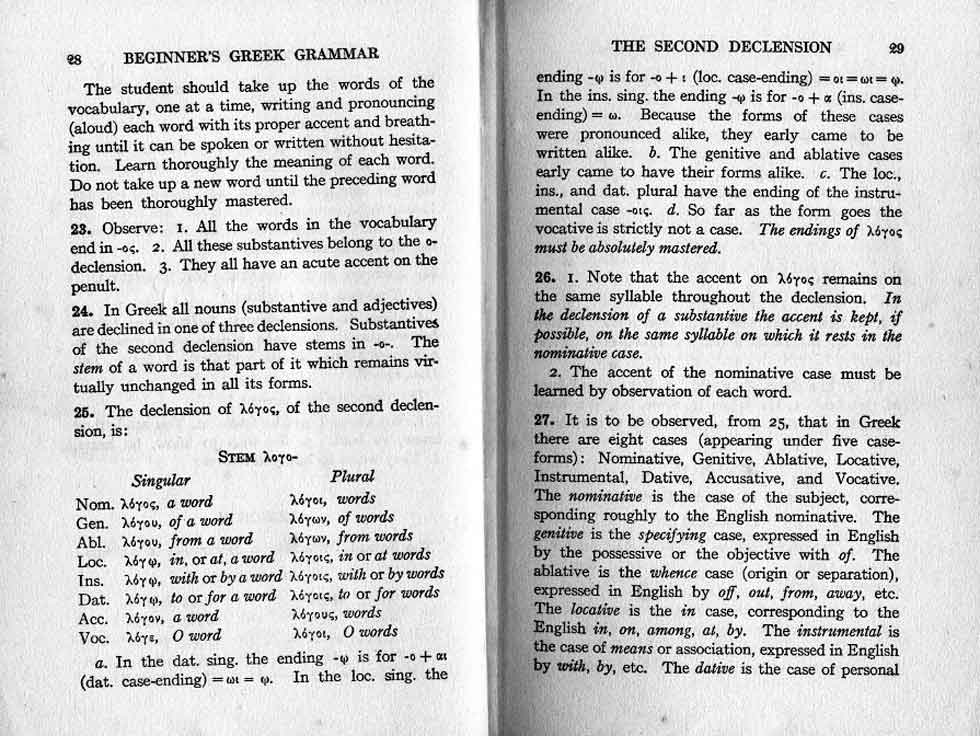 28 BEGINNER'S GREEK GRAMMAR
The student should take up the words of the
vocabulary, one at a time, writing and pronouncing
(aloud) each word with its proper accent and breath-
ing until it can be spoken or written without hesita-
tion. Learn thoroughly the meaning of each word.
Do not take up a new word until the preceding word
has been thoroughly mastered.
23. Observe: 1. All the words in the vocabulary
end in -ος. 2. All these substantives belong to the ο-
declension. 3. They all have an acute accent on the
penult.
24. In Greek all nouns (substantive and adjectives)
are declined in one of three declensions. Substantives
of the second declension have stems in -ο-. The
stem of a word is that part of it which remains vir-
tually unchanged in all its forms.
25. The declension of λόγος, of the second declen-
sion, is:
STEM λογο-
Singular Plural
Nom. λόγος, a word λόγοι, words
Gen. λόγου, of a word λόγων, of words
Abl. λόγου, from a word λόγων, from words
Loc. λόγῳ, in, or at, a word λόγοις, in or at words
Ins. λόγῳ, with or by a word λόγοις, with or by words
Dat. λόγῳ, to or for a word λόγοις, to or for words
Acc. λόγον, a word λόγους, words
Voc. λόγε, O word λόγοι, O words
a. In the dat. sing. the ending -ῳ is for -ο + αι
(dat. case-ending) = ωι = ῳ. In the loc. sing. the
THE SECOND DECLENSION 29
ending -ῳ is for -ο + ι (loc. case-ending) = οι = ωι = ῳ.
In the ins. sing. the ending -ῳ is for -ο + α (ins. case-
ending) = ω. Because the forms of these cases
were pronounced alike, they early came to be
written alike. b. The genitive and ablative cases
early came to have their forms alike. c. The loc.,
ins., and dat. plural have the ending of the instru-
mental case -οις. d. So far as the form goes the
vocative is strictly not a case. The endings of λόγος
must be absolutely mastered.
26. 1. Note that the accent on λόγος remains on
the same syllable throughout the declension. In
the declension of a substantive the accent is kept, if
possible, on the same syllable on which it rests in the
nominative case.
2. The accent of the nominative case must be
learned by observation of each word.
27. It is to be observed, from 25, that in Greek
there are eight cases (appearing under five case-
forms): Nominative, Genitive, Ablative, Locative,
Instrumental, Dative, Accusative, and Vocative.
The nominative is the case of the subject, corre-
sponding roughly to the English nominative. The
genitive is the specifying case, expressed in English
by the possessive or the objective with of. The
ablative is the whence case (origin or separation),
expressed in English by off, out, from, away, etc.
The locative is the in case, corresponding to the
English in, on, among, at, by. The instrumental is
the case of means or association, expressed in English
by with, by, etc. The dative is the case of personal